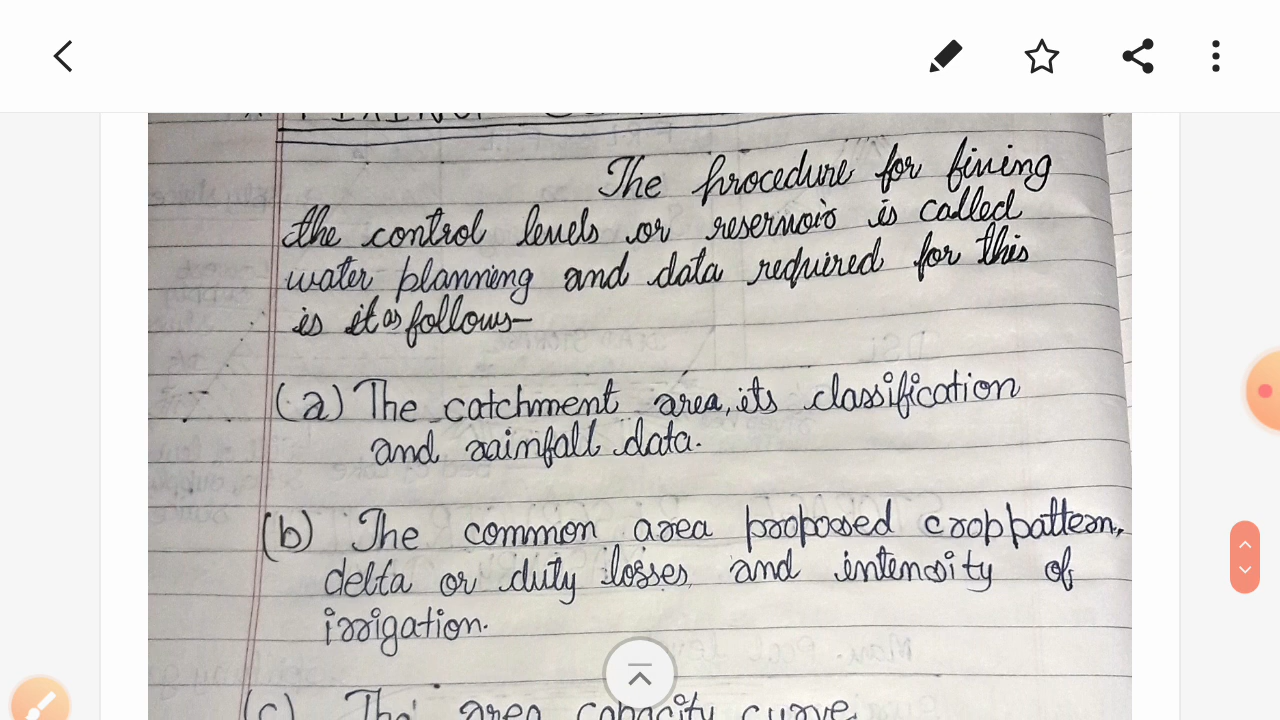 The procedure for fixing
the control levels or reservois is called
water planning and data required for this
is it as follows—
(a) The catchment area, its classification
and rainfall data.
(b) The common area proposed crop pattern,
delta or duty losses and intensity of
irrigation.
(c) The area capacity curve.